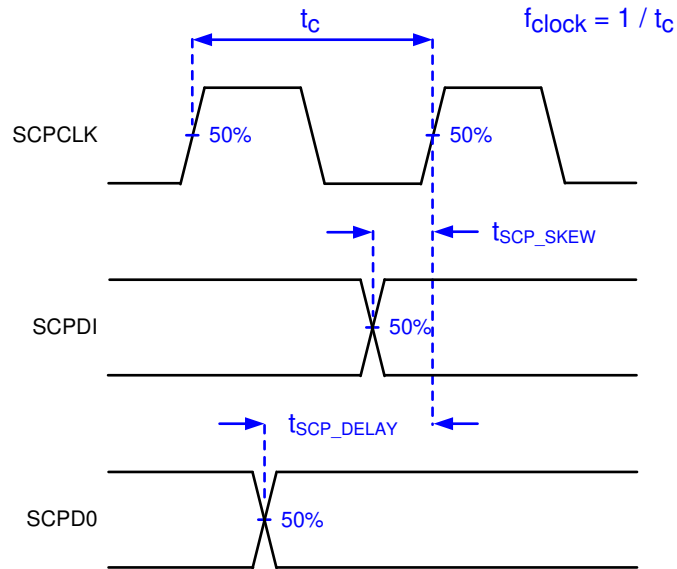 tc
fclock = 1 / tc
SCPCLK
50%
50%
tSCP_SKEW
SCPDI
50%
tSCP_DELAY
SCPD0
50%